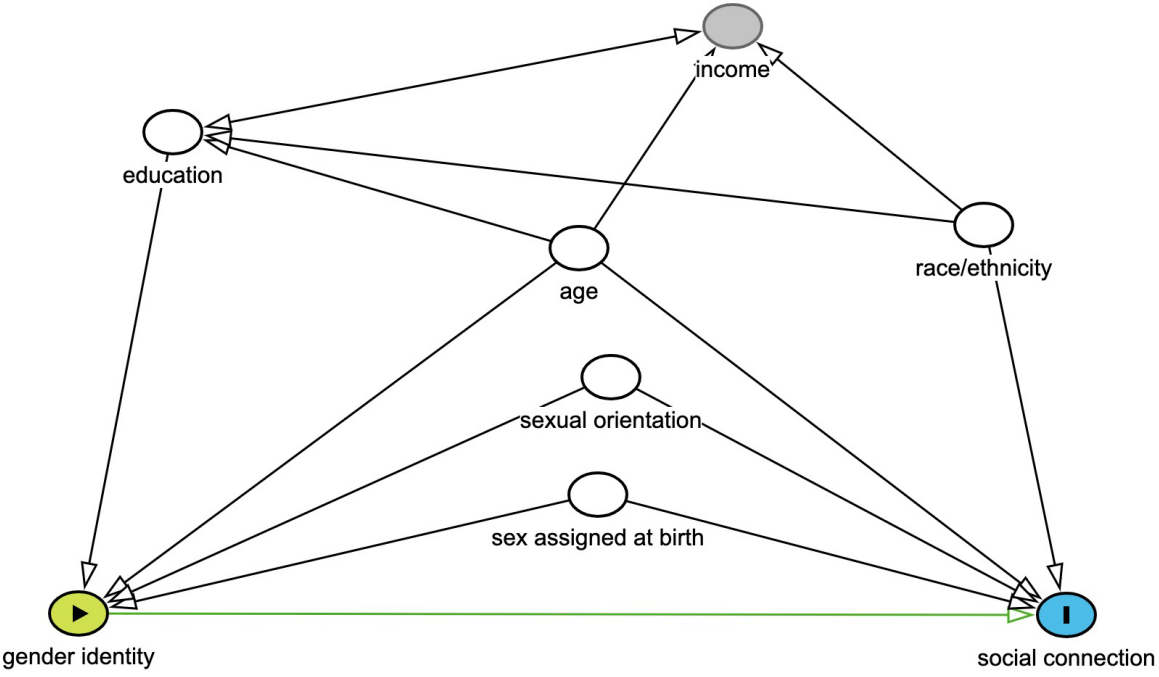 income
education
race/ethnicity
age
sexual orientation
sex assigned at birth
gender identity
social connection